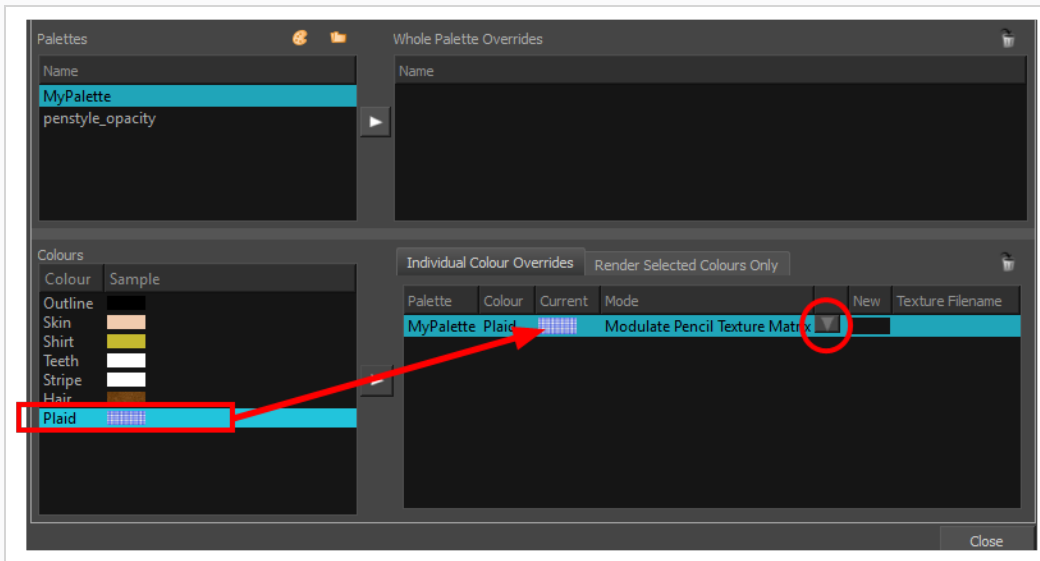 Palettes
Whole Palette Overrides
Name
Name
MyPalette
penstyle_opacity
Colours
Colour Sample
Outline
Skin
Shirt
Teeth
Stripe
Hair
Plaid
Individual Colour Overrides Render Selected Colours Only
Palette Colour Current Mode New Texture Filename
MyPalette Plaid Modulate Pencil Texture Matrix
Close